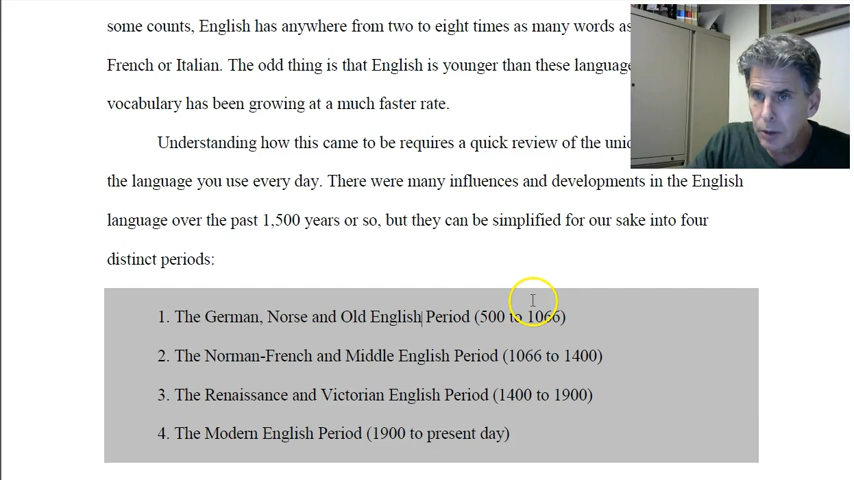 some counts, English has anywhere from two to eight times as many words as
French or Italian. The odd thing is that English is younger than these
vocabulary has been growing at a much faster rate.
Understanding how this came to be requires a quick review of the
the language you use every day. There were many influences and developments in the English
language over the past 1,500 years or so, but they can be simplified for our sake into four
distinct periods:
1. The German, Norse and Old English Period (500 to 1066)
2. The Norman-French and Middle English Period (1066 to 1400)
3. The Renaissance and Victorian English Period (1400 to 1900)
4. The Modern English Period (1900 to present day)